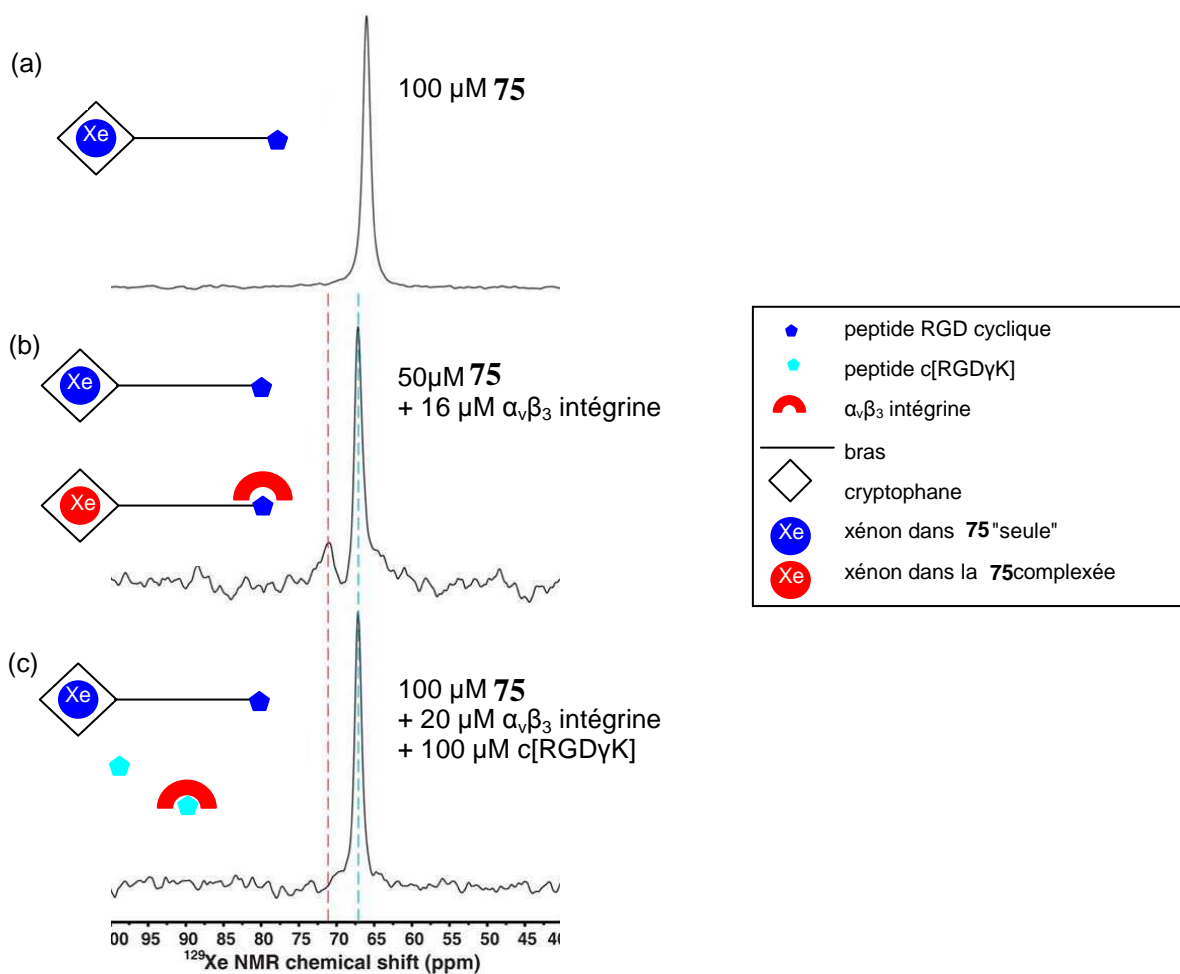 (a)
100 µM 75
Xe
(b)
Xe
50µM 75
+ 16 µM αvβ₃ intégrine
Xe
(c)
Xe
100 µM 75
+ 20 µM αvβ₃ intégrine
+ 100 µM c[RGDγK]
00 95 90 85 80 75 70 65 60 55 50 45 40
¹²⁹Xe NMR chemical shift (ppm)
peptide RGD cyclique
peptide c[RGDγK]
αvβ₃ intégrine
bras
cryptophane
Xe xénon dans 75 "seule"
Xe xénon dans la 75complexée